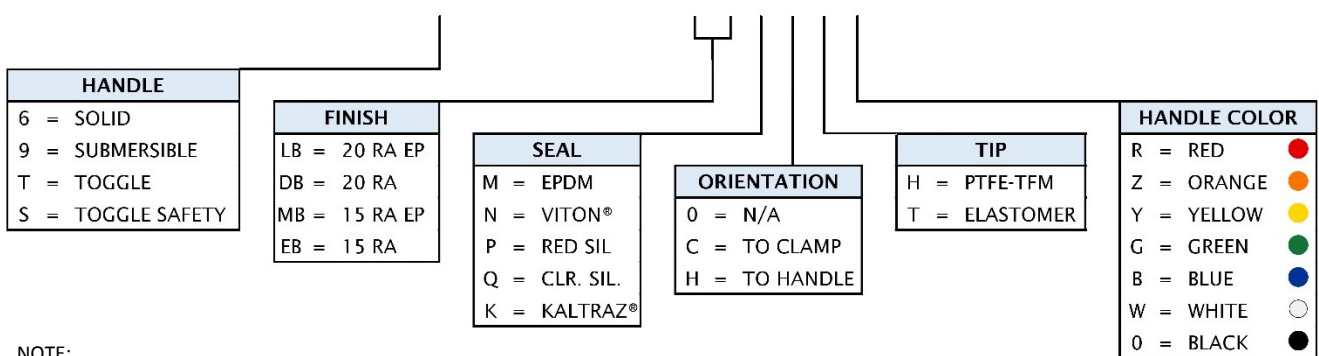 HANDLE
6 = SOLID
9 = SUBMERSIBLE
T = TOGGLE
S = TOGGLE SAFETY
FINISH
LB = 20 RA EP
DB = 20 RA
MB = 15 RA EP
EB = 15 RA
SEAL
M = EPDM
N = VITON®
P = RED SIL
Q = CLR. SIL.
K = KALTRAZ®
ORIENTATION
0 = N/A
C = TO CLAMP
H = TO HANDLE
TIP
H = PTFE-TFM
T = ELASTOMER
HANDLE COLOR
R = RED
Z = ORANGE
Y = YELLOW
G = GREEN
B = BLUE
W = WHITE
0 = BLACK
NOTE: